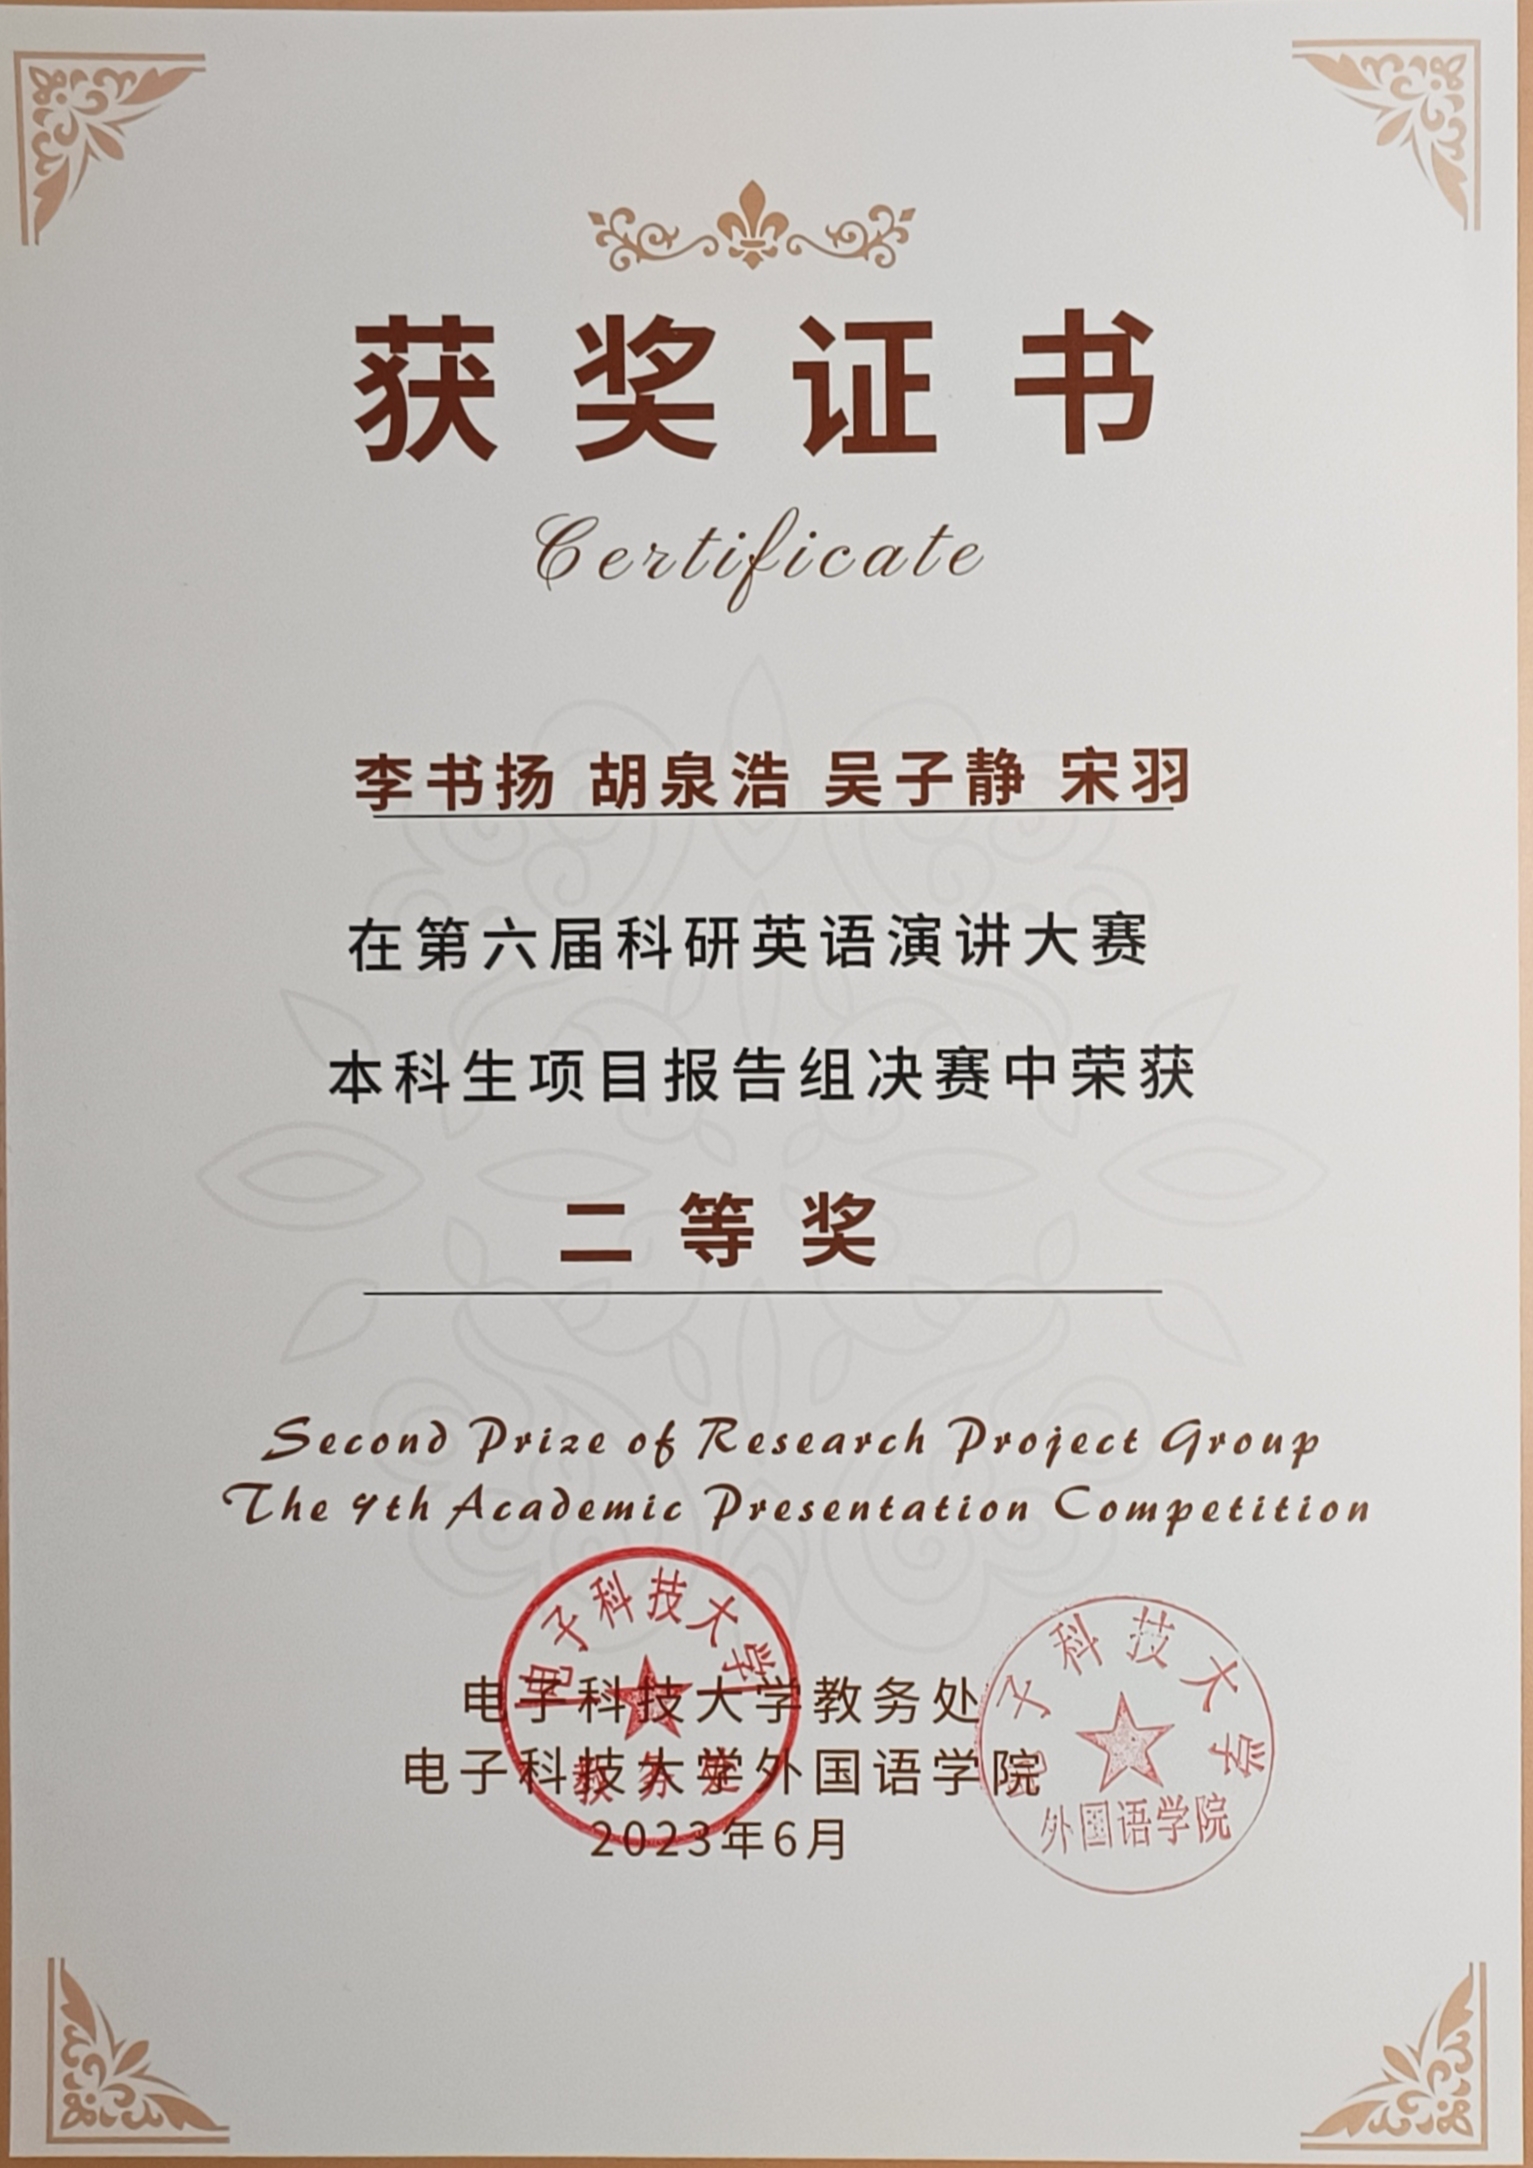 获奖证书
Certificate
李书扬 胡泉浩 吴子静 宋羽
在第六届科研英语演讲大赛
本科生项目报告组决赛中荣获
二等奖
Second Prize of Research Project Group
The 4th Academic Presentation Competition
电子科技大学
教务处
电子科技大学教务处
电子科技大学外国语学院
2023年6月
子科技大学
外国语学院